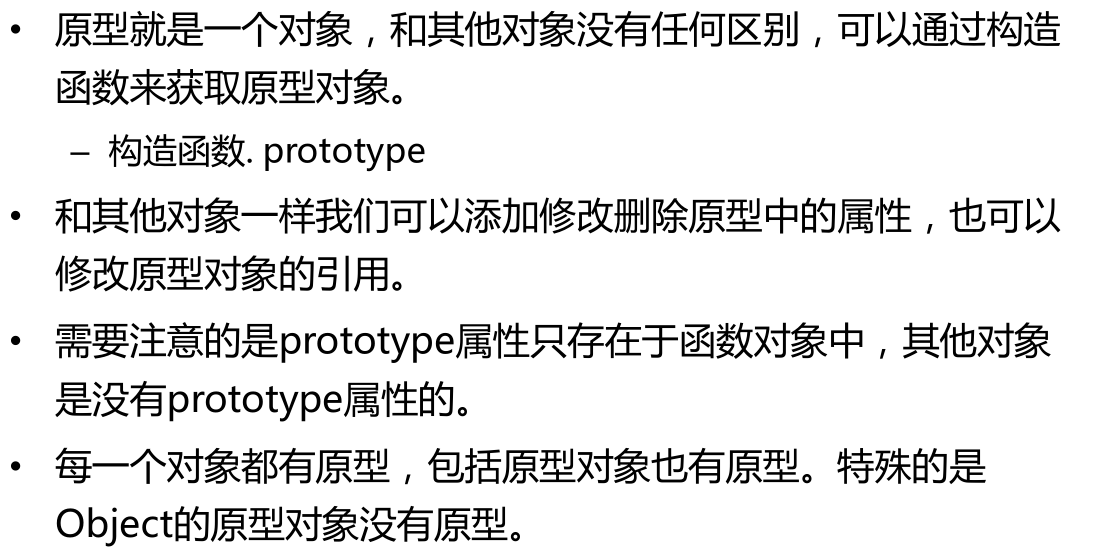 • 原型就是一个对象，和其他对象没有任何区别，可以通过构造
函数来获取原型对象。
– 构造函数. prototype
• 和其他对象一样我们可以添加修改删除原型中的属性，也可以
修改原型对象的引用。
• 需要注意的是prototype属性只存在于函数对象中，其他对象
是没有prototype属性的。
• 每一个对象都有原型，包括原型对象也有原型。特殊的是
Object的原型对象没有原型。